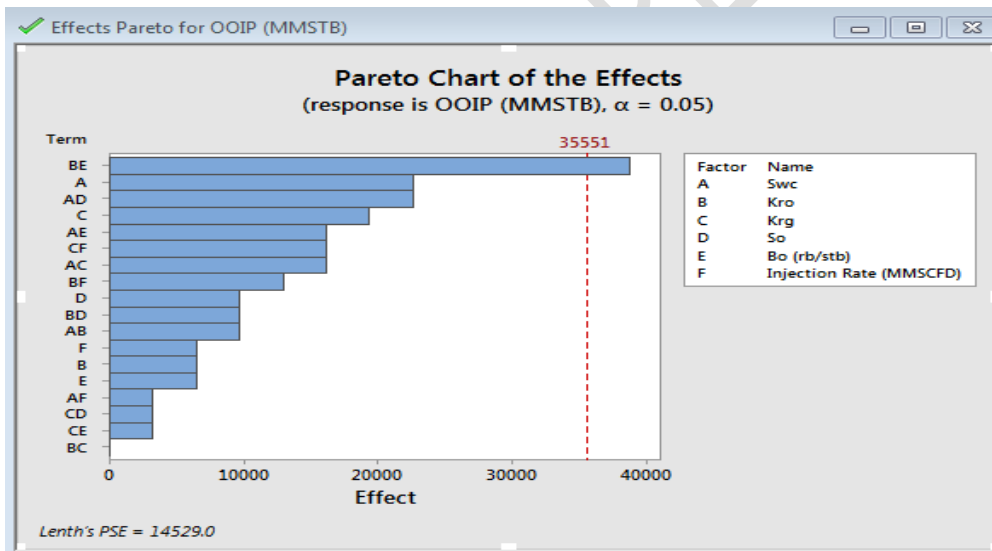 Effects Pareto for OOIP (MMSTB)
Pareto Chart of the Effects
(response is OOIP (MMSTB), α = 0.05)
Term
35551
BE
A
AD
C
AE
CF
AC
BF
D
BD
AB
F
B
E
AF
CD
CE
BC
0 10000 20000 30000 40000
Effect
Factor Name
A Swc
B Kro
C Krg
D So
E Bo (rb/stb)
F Injection Rate (MMSCFD)
Lenth's PSE = 14529.0